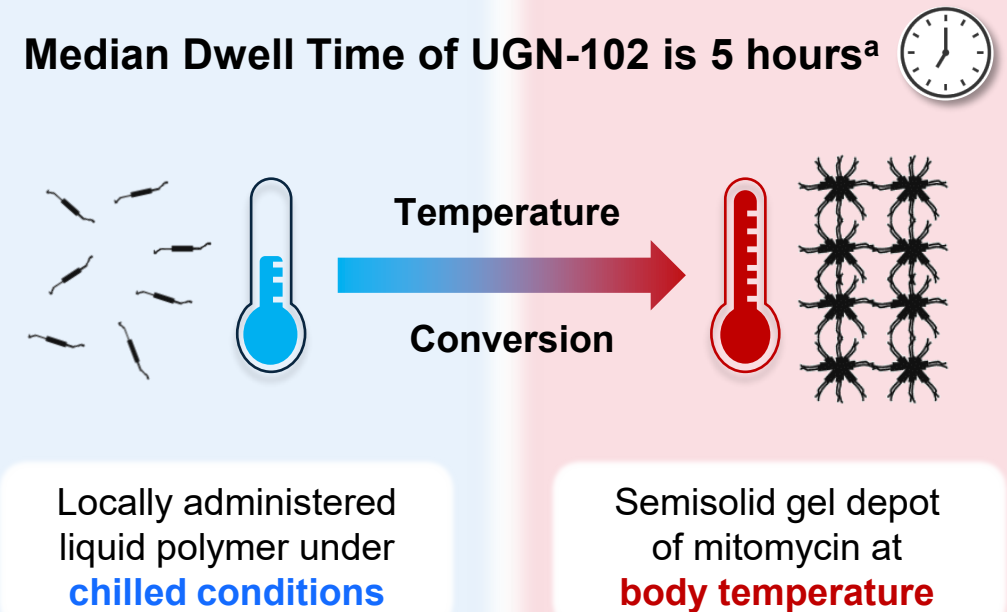 Median Dwell Time of UGN-102 is 5 hoursᵃ
Temperature
Conversion
Locally administered
liquid polymer under
chilled conditions
Semisolid gel depot
of mitomycin at
body temperature